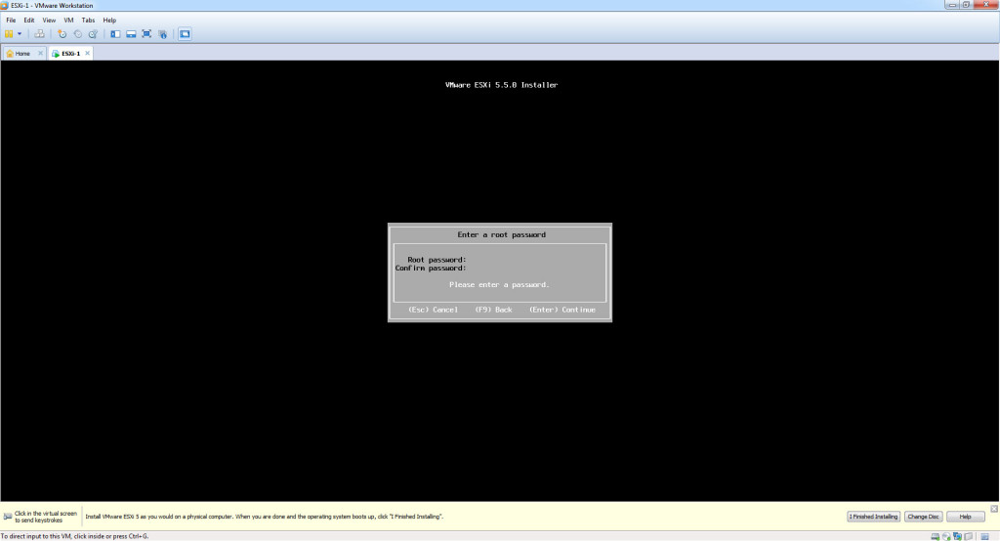 ESXi-1 - VMware Workstation
File Edit View VM Tabs Help
Home ESXi-1
VMware ESXi 5.5.0 Installer
Enter a root password
Root password:
Confirm password:
Please enter a password.
(Esc) Cancel (F9) Back (Enter) Continue
Click in the virtual screen
to send keystrokes
Install VMware ESXi 5 as you would on a physical computer. When you are done and the operating system boots up, click "I Finished Installing".
I Finished Installing Change Disc Help
To direct input to this VM, click inside or press Ctrl+G.